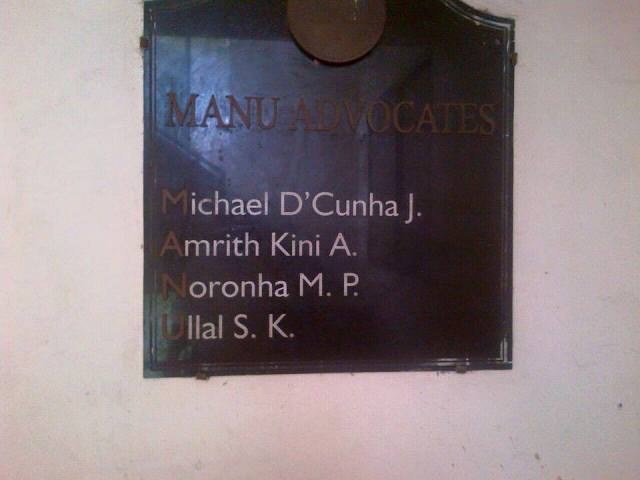 MANU ADVOCATES
Michael D'Cunha J.
Amrith Kini A.
Noronha M. P.
Ullal S. K.